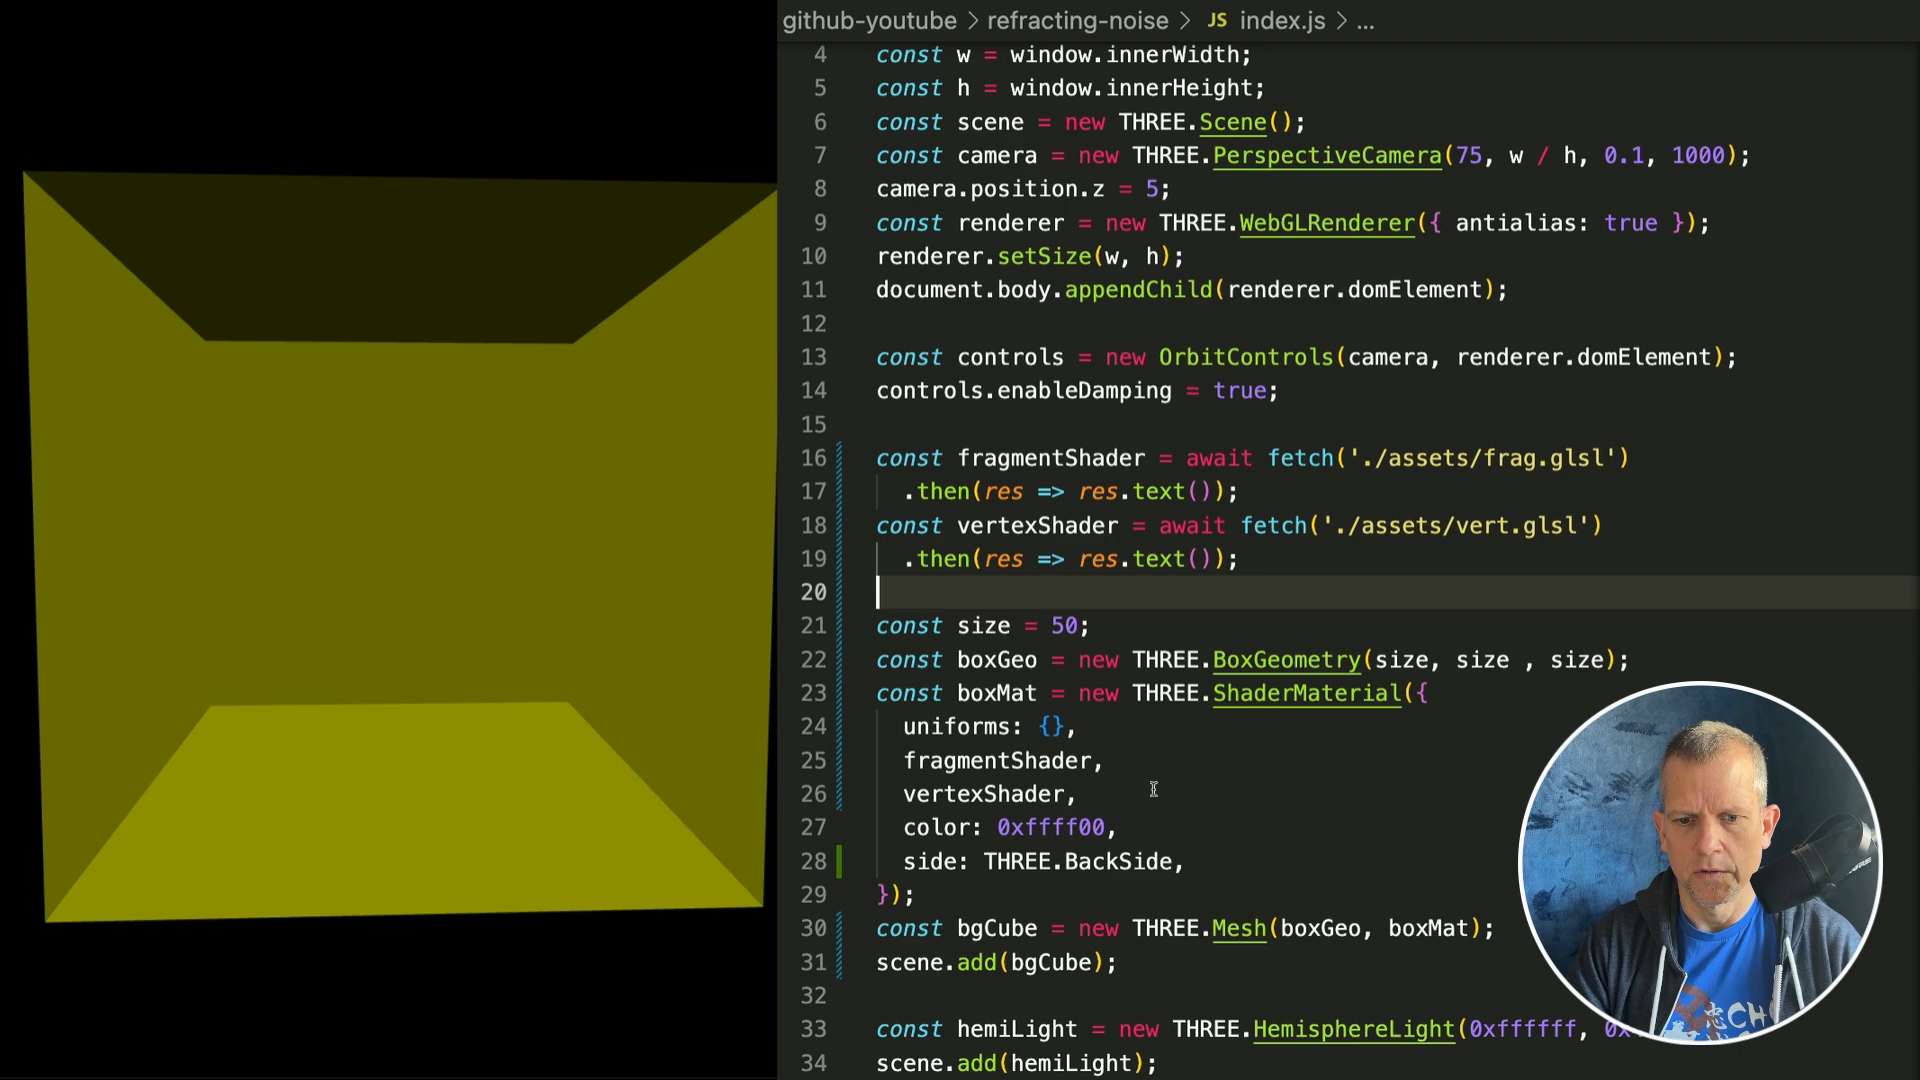 github-youtube > refracting-noise > JS index.js > ...
4 const w = window.innerWidth;
5 const h = window.innerHeight;
6 const scene = new THREE.Scene();
7 const camera = new THREE.PerspectiveCamera(75, w / h, 0.1, 1000);
8 camera.position.z = 5;
9 const renderer = new THREE.WebGLRenderer({ antialias: true });
10 renderer.setSize(w, h);
11 document.body.appendChild(renderer.domElement);
12
13 const controls = new OrbitControls(camera, renderer.domElement);
14 controls.enableDamping = true;
15
16 const fragmentShader = await fetch('./assets/frag.glsl')
17 .then(res => res.text());
18 const vertexShader = await fetch('./assets/vert.glsl')
19 .then(res => res.text());
20
21 const size = 50;
22 const boxGeo = new THREE.BoxGeometry(size, size , size);
23 const boxMat = new THREE.ShaderMaterial({
24 uniforms: {},
25 fragmentShader,
26 vertexShader,
27 color: 0xffff00,
28 side: THREE.BackSide,
29 });
30 const bgCube = new THREE.Mesh(boxGeo, boxMat);
31 scene.add(bgCube);
32
33 const hemiLight = new THREE.HemisphereLight(0xffffff,
34 scene.add(hemiLight);